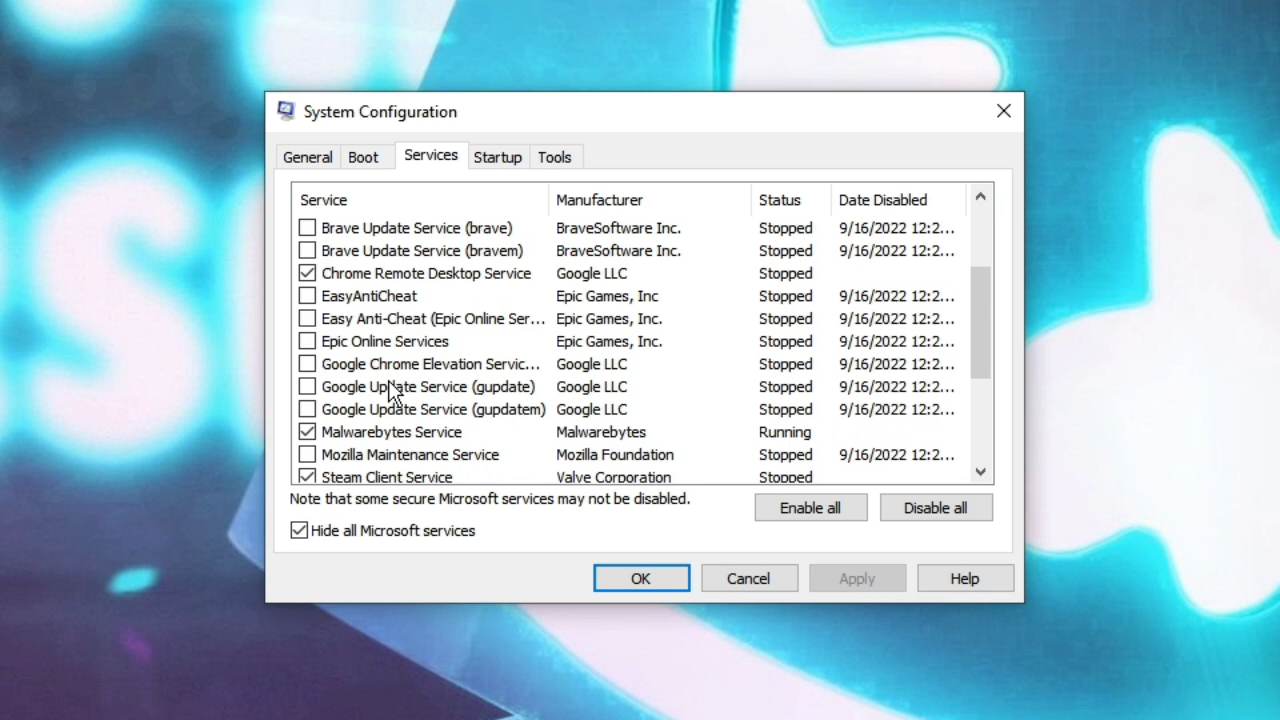 System Configuration
General Boot Services Startup Tools
Service Manufacturer Status Date Disabled
Brave Update Service (brave) BraveSoftware Inc. Stopped 9/16/2022 12:2...
Brave Update Service (bravem) BraveSoftware Inc. Stopped 9/16/2022 12:2...
Chrome Remote Desktop Service Google LLC Stopped
EasyAntiCheat Epic Games, Inc Stopped 9/16/2022 12:2...
Easy Anti-Cheat (Epic Online Ser... Epic Games, Inc. Stopped 9/16/2022 12:2...
Epic Online Services Epic Games, Inc. Stopped 9/16/2022 12:2...
Google Chrome Elevation Servic... Google LLC Stopped 9/16/2022 12:2...
Google Update Service (gupdate) Google LLC Stopped 9/16/2022 12:2...
Google Update Service (gupdatem) Google LLC Stopped 9/16/2022 12:2...
Malwarebytes Service Malwarebytes Running
Mozilla Maintenance Service Mozilla Foundation Stopped 9/16/2022 12:2...
Steam Client Service Valve Corporation Stopped
Note that some secure Microsoft services may not be disabled.
Enable all Disable all
Hide all Microsoft services
OK Cancel Apply Help